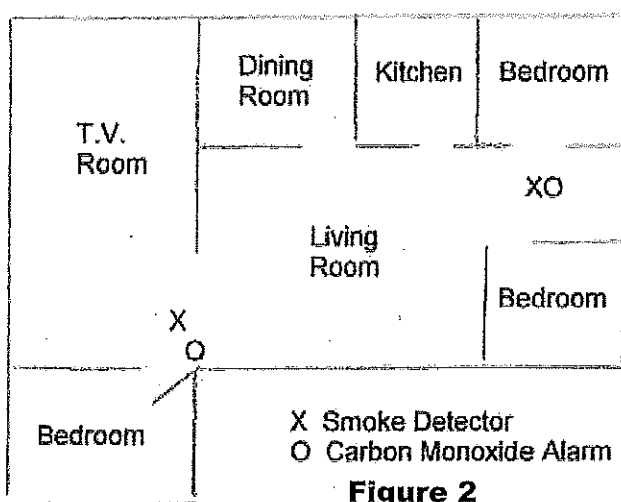 Dining
Room
Kitchen
Bedroom
T.V.
Room
XO
Living
Room
Bedroom
X
O
Bedroom
X Smoke Detector
O Carbon Monoxide Alarm
Figure 2